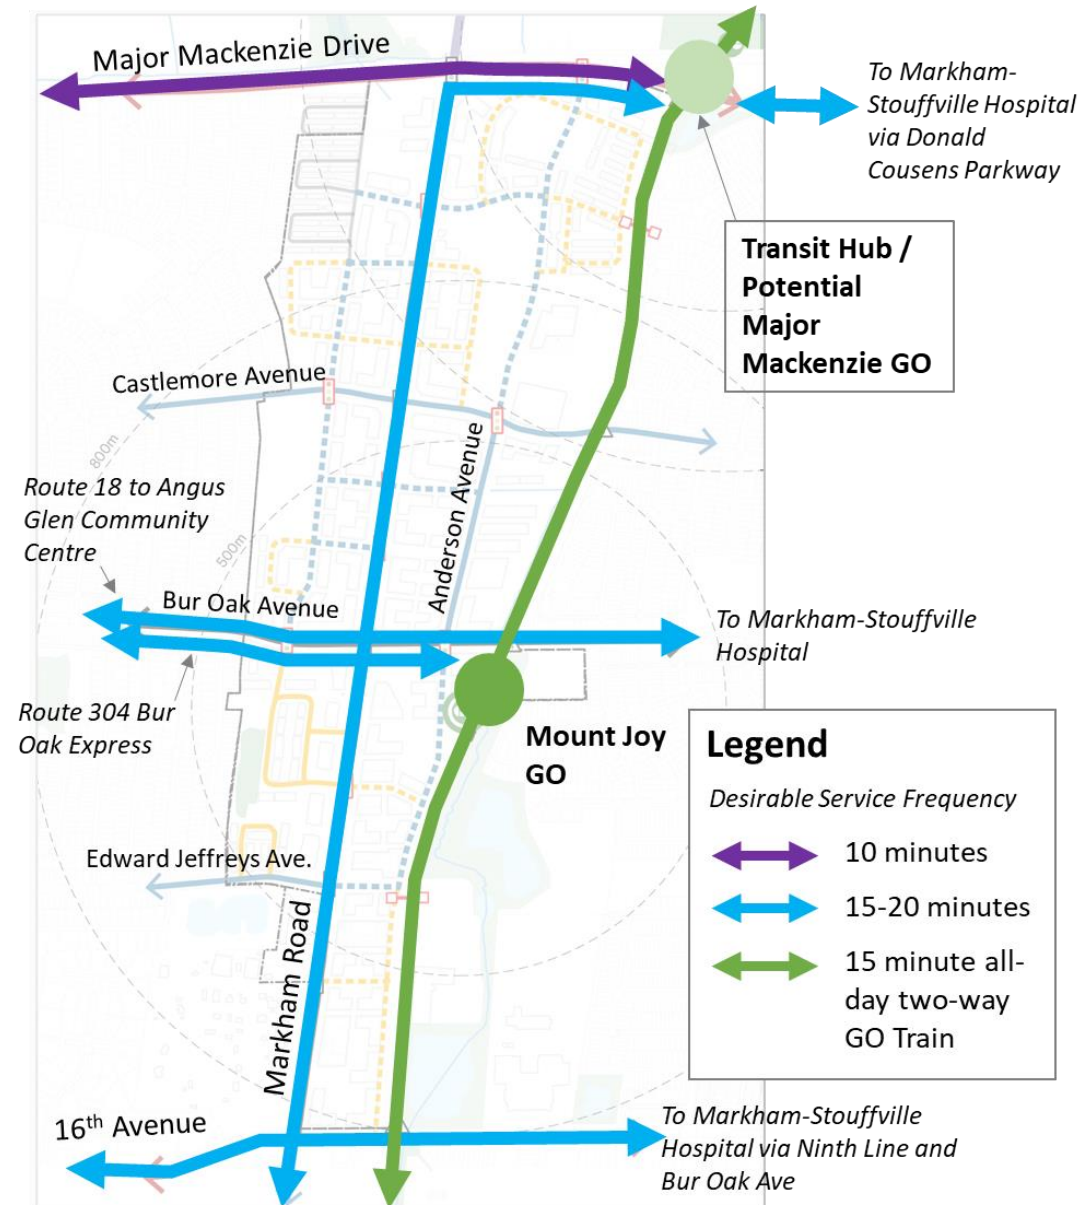 Major Mackenzie Drive
To Markham-
Stouffville Hospital
via Donald
Cousens Parkway
Transit Hub /
Potential
Major
Mackenzie GO
Castlemore Avenue
800m
Anderson Avenue
Route 18 to Angus
Glen Community
Centre
500m
Bur Oak Avenue
To Markham-Stouffville
Hospital
Route 304 Bur
Oak Express
Mount Joy
GO
Legend
Desirable Service Frequency
10 minutes
15-20 minutes
15 minute all-
day two-way
GO Train
Edward Jeffreys Ave.
Markham Road
16th Avenue
To Markham-Stouffville
Hospital via Ninth Line and
Bur Oak Ave